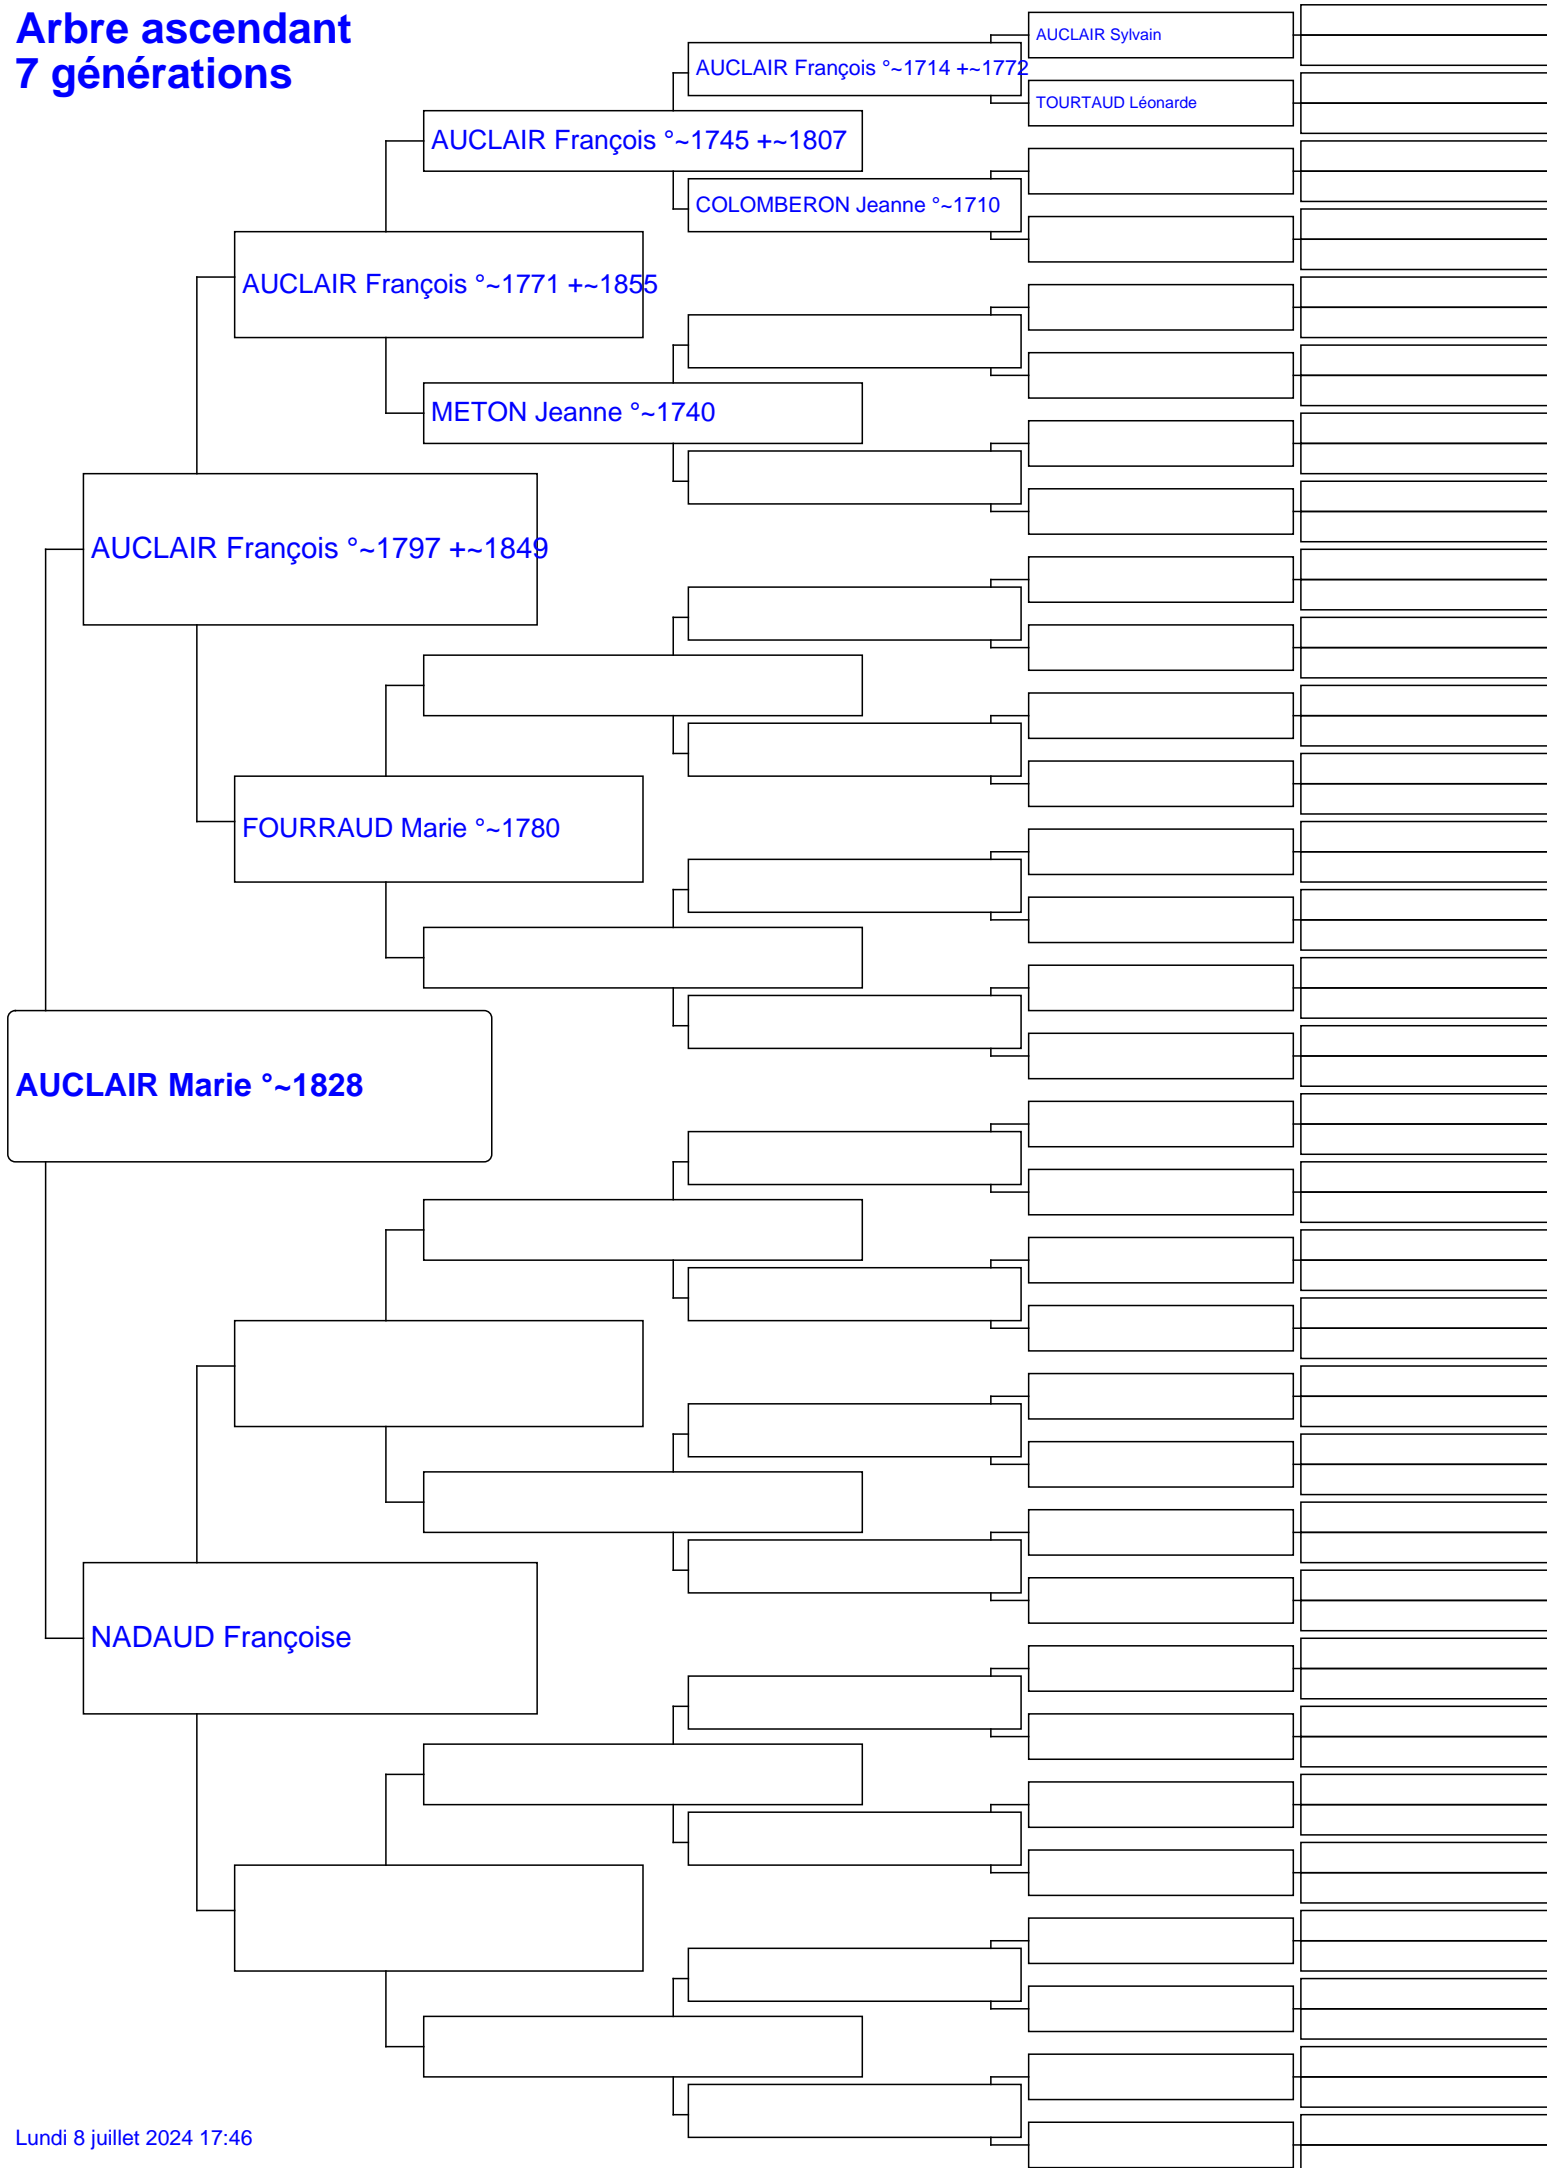 Arbre ascendant
7 générations
AUCLAIR Sylvain
AUCLAIR François °~1714 +~1772
TOURTAUD Léonarde
AUCLAIR François °~1745 +~1807
COLOMBERON Jeanne °~1710
AUCLAIR François °~1771 +~1855
METON Jeanne °~1740
AUCLAIR François °~1797 +~1849
FOURRAUD Marie °~1780
AUCLAIR Marie °~1828
NADAUD Françoise
Lundi 8 juillet 2024 17:46